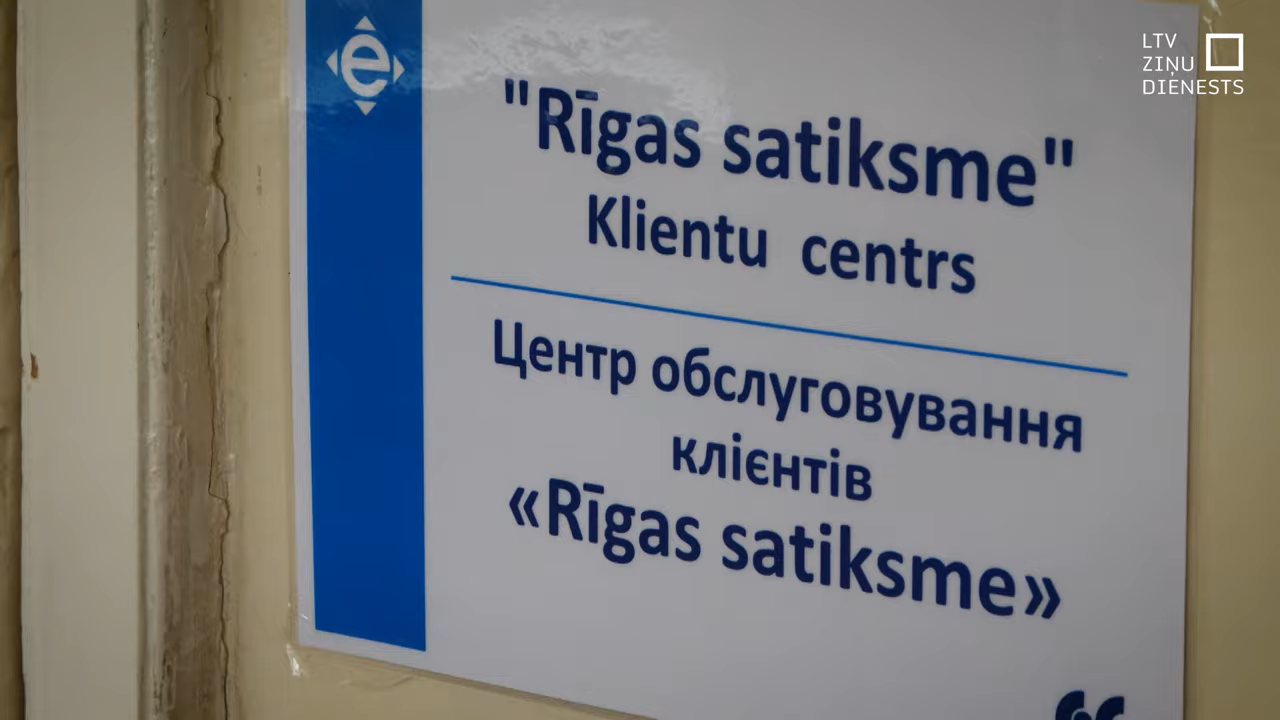 LTV
ZIŅU
DIENESTS
e
"Rīgas satiksme"
Klientu centrs
Центр обслуговування
клієнтів
«Rīgas satiksme»